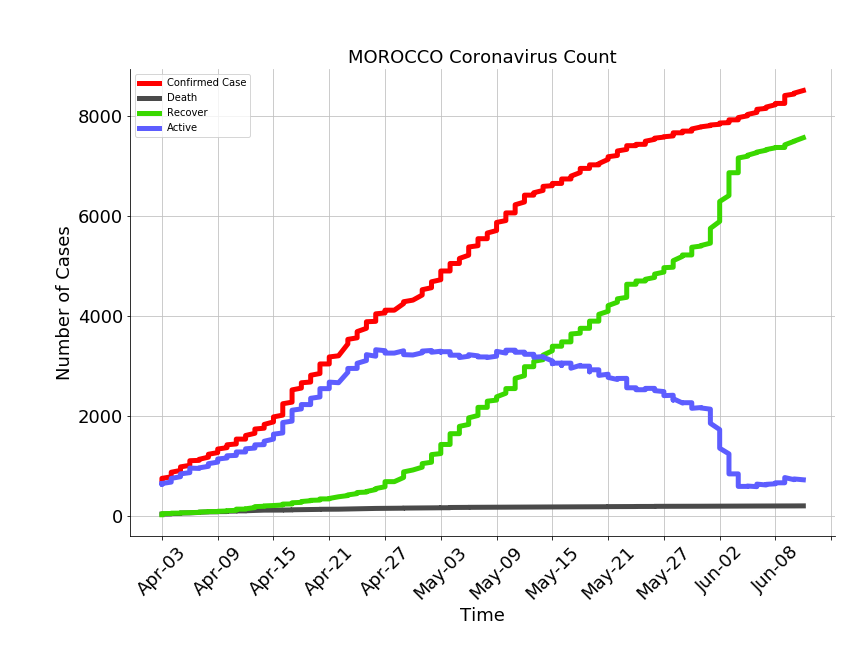 MOROCCO Coronavirus Count
Confirmed Case
Death
Recover
Active
Number of Cases
8000
6000
4000
2000
0
Apr-03
Apr-09
Apr-15
Apr-21
Apr-27
May-03
May-09
May-15
May-21
May-27
Jun-02
Jun-08
Time